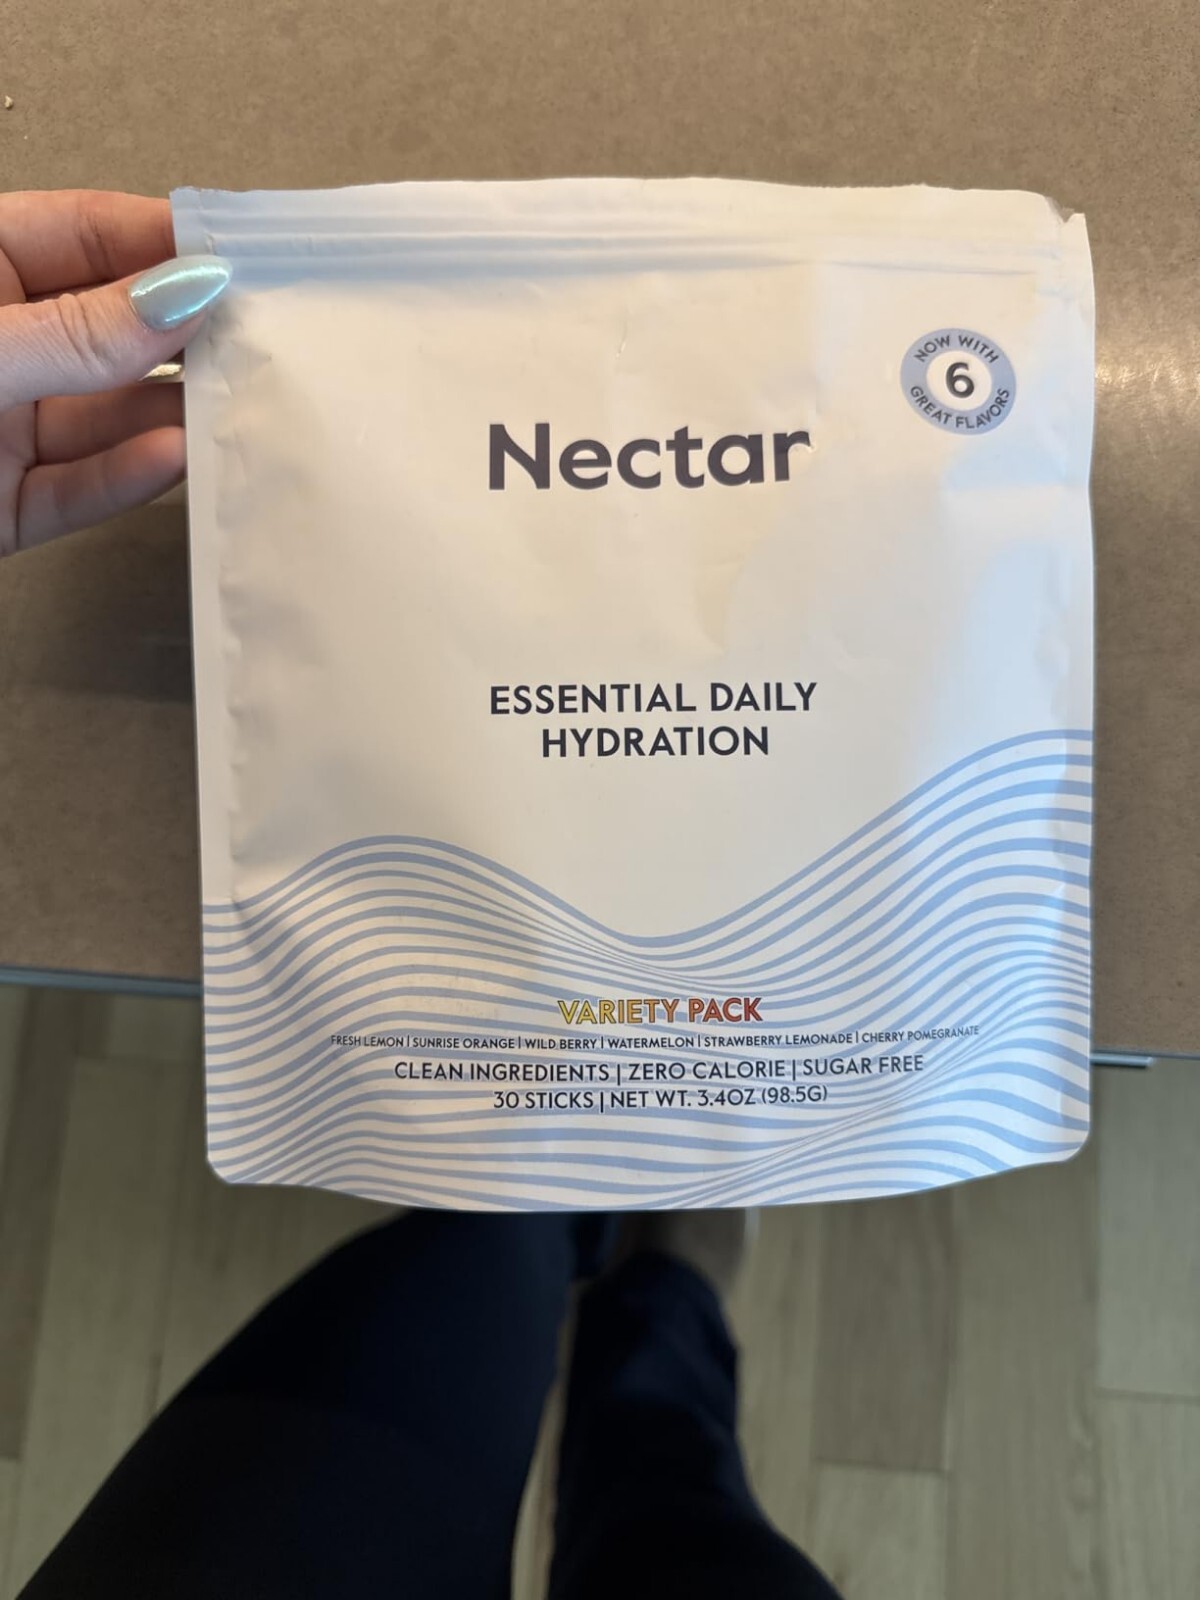 NOW WITH
6
GREAT FLAVORS
Nectar
ESSENTIAL DAILY
HYDRATION
VARIETY PACK
FRESH LEMON | SUNRISE ORANGE | WILD BERRY | WATERMELON | STRAWBERRY LEMONADE | CHERRY POMEGRANATE
CLEAN INGREDIENTS | ZERO CALORIE | SUGAR FREE
30 STICKS | NET WT. 3.4OZ (98.5G)